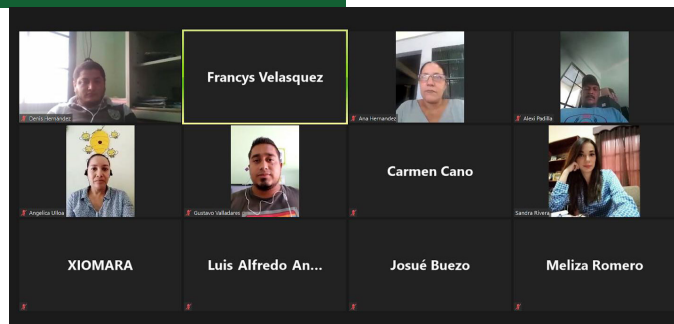 Denis Hernández
Francys Velasquez
Ana Hernandez
Alexi Padilla
Angelica Ulloa
Gustavo Valladares
Carmen Cano
Sandra Rivera
XIOMARA
Luis Alfredo An...
Josué Buezo
Meliza Romero